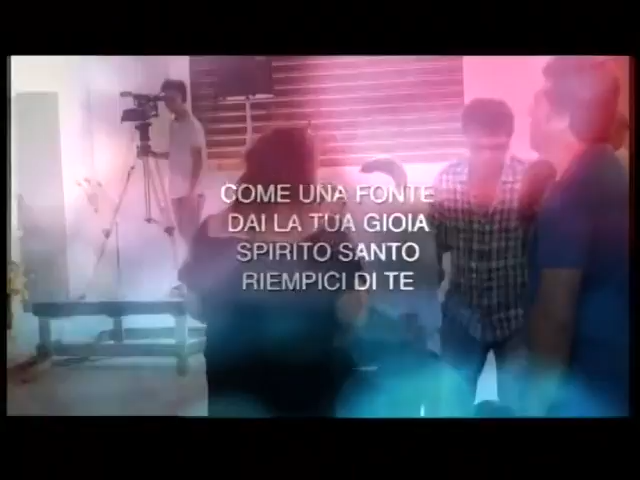 COME UNA FONTE
DAI LA TUA GIOIA
SPIRITO SANTO
RIEMPICI DI TE